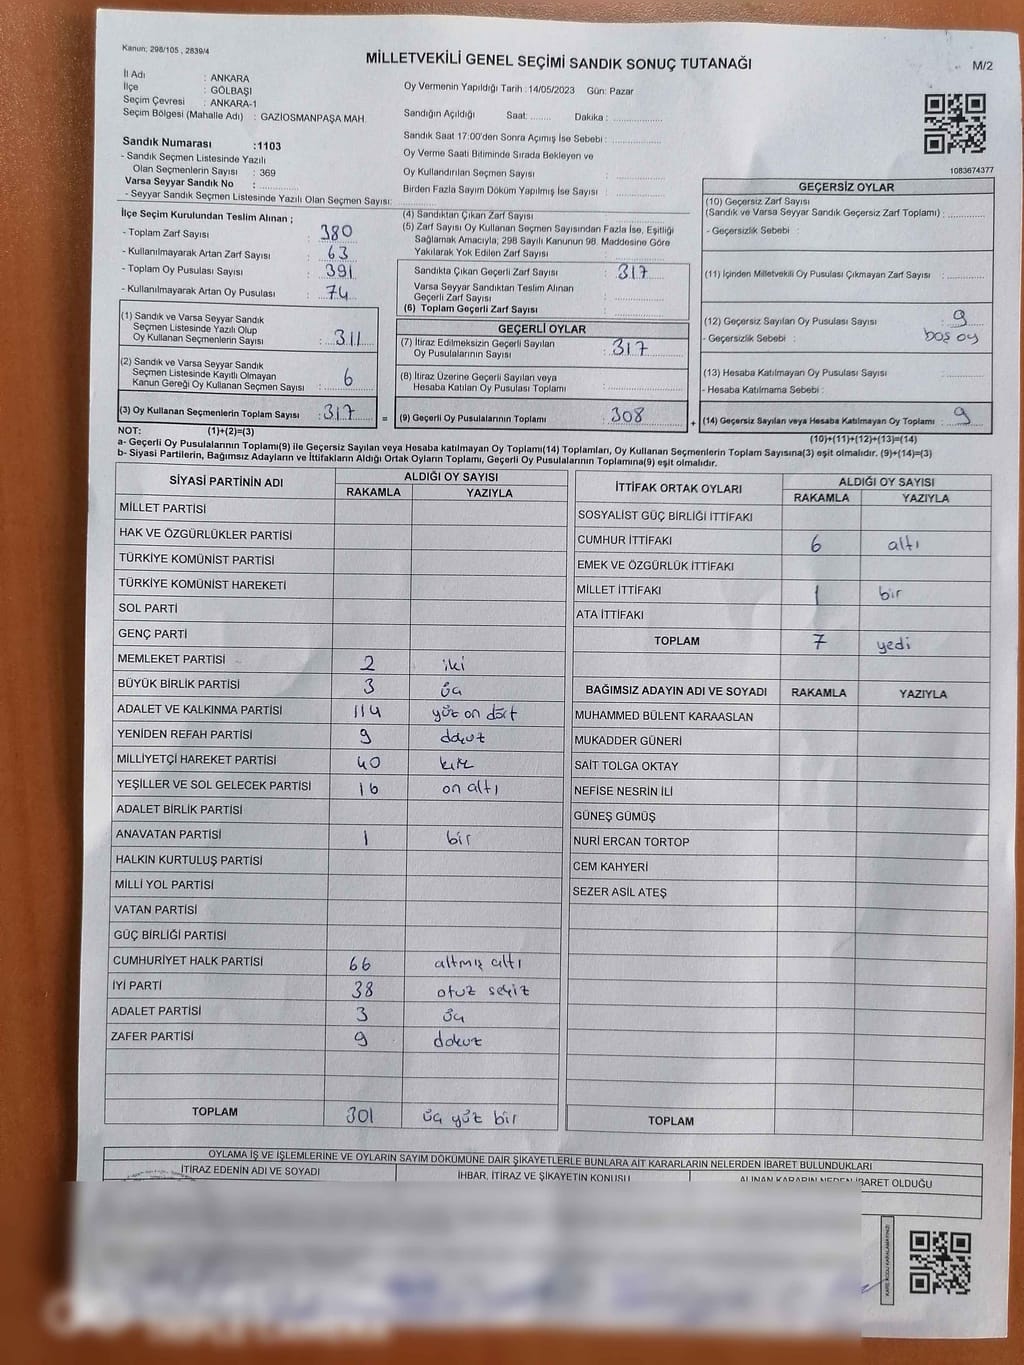 Kanun; 298/105 , 2839/4
MİLLETVEKİLİ GENEL SEÇİMİ SANDIK SONUÇ TUTANAĞI
M/2
İl Adı : ANKARA
İlçe : GÖLBAŞI
Seçim Çevresi : ANKARA-1
Seçim Bölgesi (Mahalle Adı) : GAZİOSMANPAŞA MAH.
Oy Vermenin Yapıldığı Tarih : 14/05/2023 Gün: Pazar
Sandığın Açıldığı Saat: ........ Dakika : ..............
Sandık Saat 17:00'den Sonra Açılmış İse Sebebi : ..............
Oy Verme Saati Bitiminde Sırada Bekleyen ve
Oy Kullandırılan Seçmen Sayısı : ..............
Birden Fazla Sayım Döküm Yapılmış İse Sayısı : ..............
Sandık Numarası :1103
- Sandık Seçmen Listesinde Yazılı
Olan Seçmenlerin Sayısı : 369
Varsa Seyyar Sandık No : ..............
- Seyyar Sandık Seçmen Listesinde Yazılı Olan Seçmen Sayısı: ..............
1083674377
İlçe Seçim Kurulundan Teslim Alınan ;
- Toplam Zarf Sayısı : 380
- Kullanılmayarak Artan Zarf Sayısı : 63
- Toplam Oy Pusulası Sayısı : 391
- Kullanılmayarak Artan Oy Pusulası : 74
(1) Sandık ve Varsa Seyyar Sandık
Seçmen Listesinde Yazılı Olup
Oy Kullanan Seçmenlerin Sayısı : 311
(2) Sandık ve Varsa Seyyar Sandık
Seçmen Listesinde Kayıtlı Olmayan
Kanun Gereği Oy Kullanan Seçmen Sayısı : 6
(3) Oy Kullanan Seçmenlerin Toplam Sayısı : 317 =
(4) Sandıktan Çıkan Zarf Sayısı
(5) Zarf Sayısı Oy Kullanan Seçmen Sayısından Fazla İse, Eşitliği
Sağlamak Amacıyla; 298 Sayılı Kanunun 98. Maddesine Göre
Yakılarak Yok Edilen Zarf Sayısı : ..............
Sandıkta Çıkan Geçerli Zarf Sayısı : 317
Varsa Seyyar Sandıktan Teslim Alınan
Geçerli Zarf Sayısı : ..............
(6) Toplam Geçerli Zarf Sayısı : ..............
GEÇERLİ OYLAR
(7) İtiraz Edilmeksizin Geçerli Sayılan
Oy Pusulalarının Sayısı : 317
(8) İtiraz Üzerine Geçerli Sayılan veya
Hesaba Katılan Oy Pusulası Toplamı : ..............
(9) Geçerli Oy Pusulalarının Toplamı : 308 +
GEÇERSİZ OYLAR
(10) Geçersiz Zarf Sayısı
(Sandık ve Varsa Seyyar Sandık Geçersiz Zarf Toplamı) : ..............
- Geçersizlik Sebebi :
(11) İçinden Milletvekili Oy Pusulası Çıkmayan Zarf Sayısı : ..............
(12) Geçersiz Sayılan Oy Pusulası Sayısı : 9
- Geçersizlik Sebebi : boş oy
(13) Hesaba Katılmayan Oy Pusulası Sayısı : ..............
- Hesaba Katılmama Sebebi :
(14) Geçersiz Sayılan veya Hesaba Katılmayan Oy Toplamı : 9
NOT: (1)+(2)=(3)
(10)+(11)+(12)+(13)=(14)
a- Geçerli Oy Pusulalarının Toplamı(9) ile Geçersiz Sayılan veya Hesaba katılmayan Oy Toplamı(14) Toplamları, Oy Kullanan Seçmenlerin Toplam Sayısına(3) eşit olmalıdır. (9)+(14)=(3)
b- Siyasi Partilerin, Bağımsız Adayların ve İttifakların Aldığı Ortak Oyların Toplamı, Geçerli Oy Pusulalarının Toplamına(9) eşit olmalıdır.
SİYASİ PARTİNİN ADI ALDIĞI OY SAYISI
RAKAMLA YAZIYLA
MİLLET PARTİSİ
HAK VE ÖZGÜRLÜKLER PARTİSİ
TÜRKİYE KOMÜNİST PARTİSİ
TÜRKİYE KOMÜNİST HAREKETİ
SOL PARTİ
GENÇ PARTİ
MEMLEKET PARTİSİ 2 iki
BÜYÜK BİRLİK PARTİSİ 3 üç
ADALET VE KALKINMA PARTİSİ 114 yüz on dört
YENİDEN REFAH PARTİSİ 9 dokuz
MİLLİYETÇİ HAREKET PARTİSİ 40 kırk
YEŞİLLER VE SOL GELECEK PARTİSİ 16 on altı
ADALET BİRLİK PARTİSİ
ANAVATAN PARTİSİ 1 bir
HALKIN KURTULUŞ PARTİSİ
MİLLİ YOL PARTİSİ
VATAN PARTİSİ
GÜÇ BİRLİĞİ PARTİSİ
CUMHURİYET HALK PARTİSİ 66 altmış altı
İYİ PARTİ 38 otuz sekiz
ADALET PARTİSİ 3 üç
ZAFER PARTİSİ 9 dokuz
TOPLAM 301 üç yüz bir
İTTİFAK ORTAK OYLARI ALDIĞI OY SAYISI
RAKAMLA YAZIYLA
SOSYALİST GÜÇ BİRLİĞİ İTTİFAKI
CUMHUR İTTİFAKI 6 altı
EMEK VE ÖZGÜRLÜK İTTİFAKI
MİLLET İTTİFAKI 1 bir
ATA İTTİFAKI
TOPLAM 7 yedi
BAĞIMSIZ ADAYIN ADI VE SOYADI RAKAMLA YAZIYLA
MUHAMMED BÜLENT KARAASLAN
MUKADDER GÜNERİ
SAİT TOLGA OKTAY
NEFİSE NESRİN İLİ
GÜNEŞ GÜMÜŞ
NURİ ERCAN TORTOP
CEM KAHYERİ
SEZER ASİL ATEŞ
TOPLAM
OYLAMA İŞ VE İŞLEMLERİNE VE OYLARIN SAYIM DÖKÜMÜNE DAİR ŞİKAYETLERLE BUNLARA AİT KARARLARIN NELERDEN İBARET BULUNDUKLARI
İTİRAZ EDENİN ADI VE SOYADI İHBAR, İTİRAZ VE ŞİKAYETİN KONUSU ALINAN KARARIN NEDEN İBARET OLDUĞU